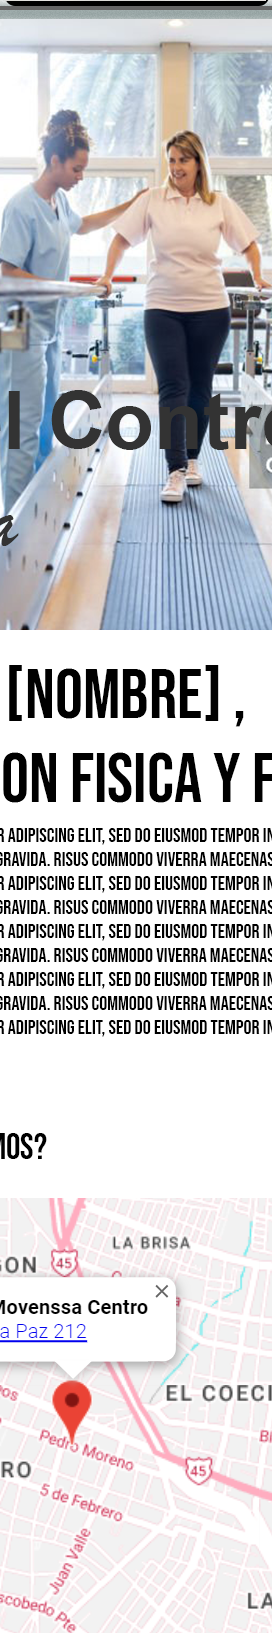 l Contr
a
[NOMBRE] ,
ON FISICA Y F
R ADIPISCING ELIT, SED DO EIUSMOD TEMPOR IN
GRAVIDA. RISUS COMMODO VIVERRA MAECENAS
R ADIPISCING ELIT, SED DO EIUSMOD TEMPOR IN
GRAVIDA. RISUS COMMODO VIVERRA MAECENAS
R ADIPISCING ELIT, SED DO EIUSMOD TEMPOR IN
GRAVIDA. RISUS COMMODO VIVERRA MAECENAS
R ADIPISCING ELIT, SED DO EIUSMOD TEMPOR IN
GRAVIDA. RISUS COMMODO VIVERRA MAECENAS
R ADIPISCING ELIT, SED DO EIUSMOD TEMPOR IN
MOS?
LA BRISA
GON
45
Movenssa Centro
a Paz 212
EL COECI
Pedro Moreno
RO
45
5 de Febrero
Juan Valle
scobedo Pte
LA